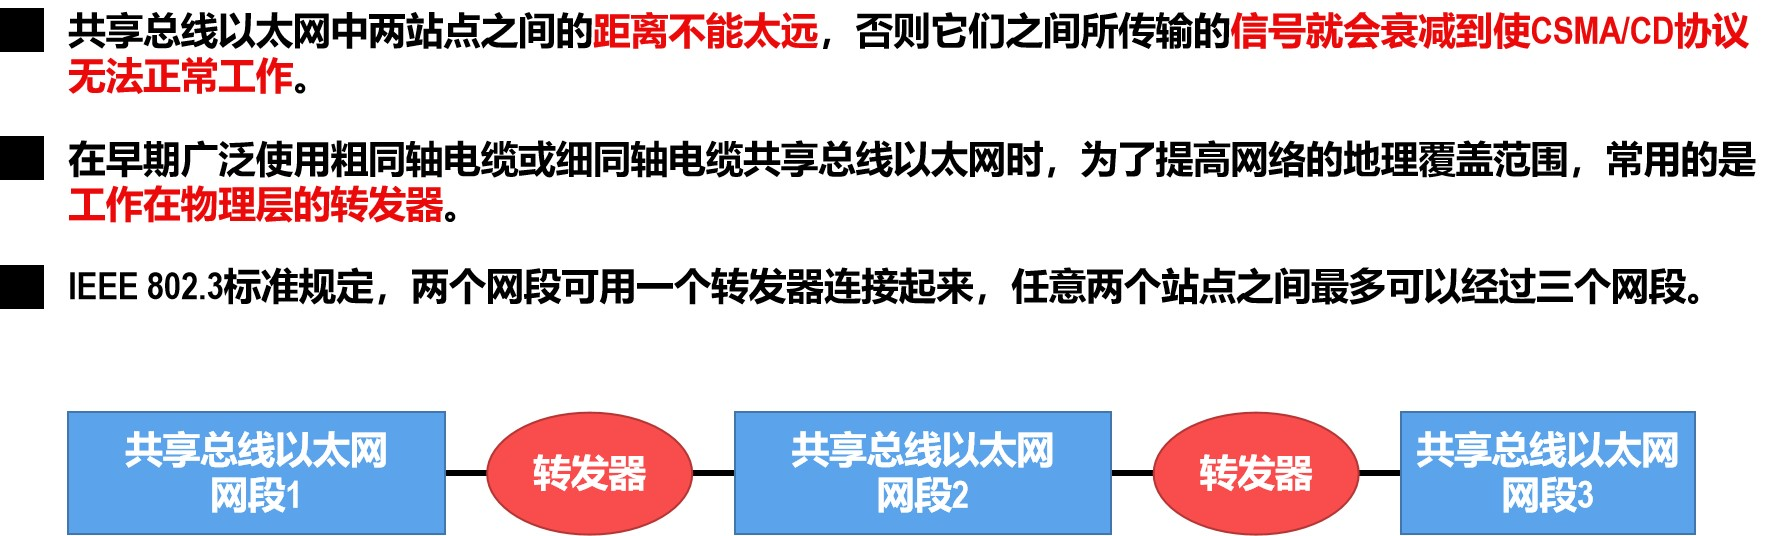 共享总线以太网中两站点之间的距离不能太远，否则它们之间所传输的信号就会衰减到使CSMA/CD协议
无法正常工作。
在早期广泛使用粗同轴电缆或细同轴电缆共享总线以太网时，为了提高网络的地理覆盖范围，常用的是
工作在物理层的转发器。
IEEE 802.3标准规定，两个网段可用一个转发器连接起来，任意两个站点之间最多可以经过三个网段。
共享总线以太网
网段1
转发器
共享总线以太网
网段2
转发器
共享总线以太网
网段3